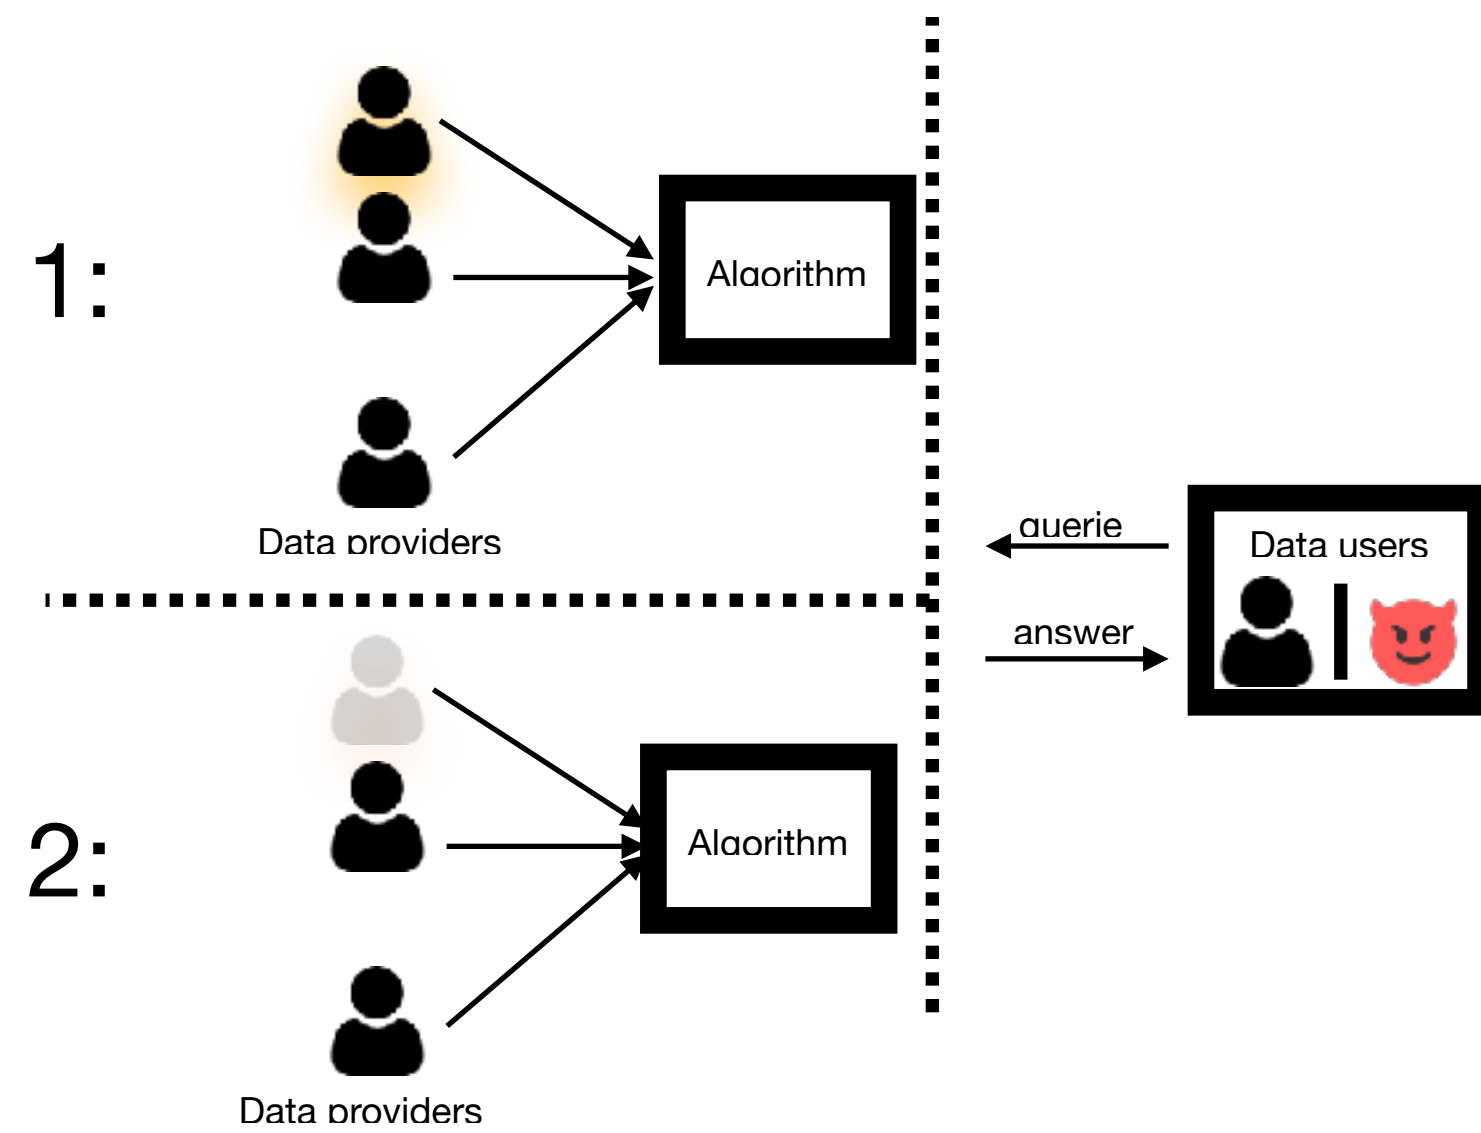 1:
Algorithm
Data providers
querie
Data users
answer
2:
Algorithm
Data providers